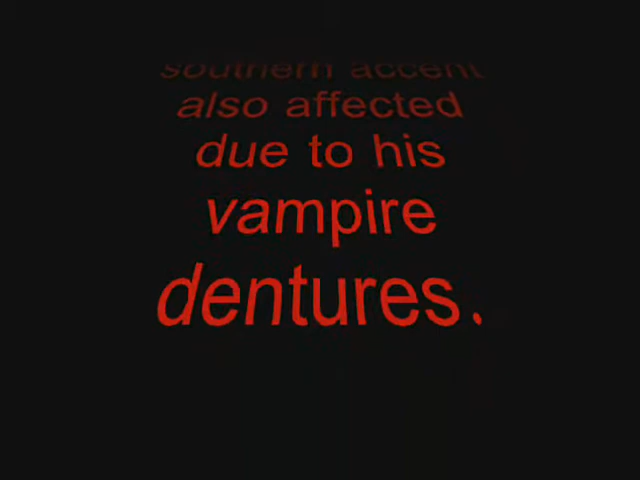 southern accent
also affected
due to his
vampire
dentures.